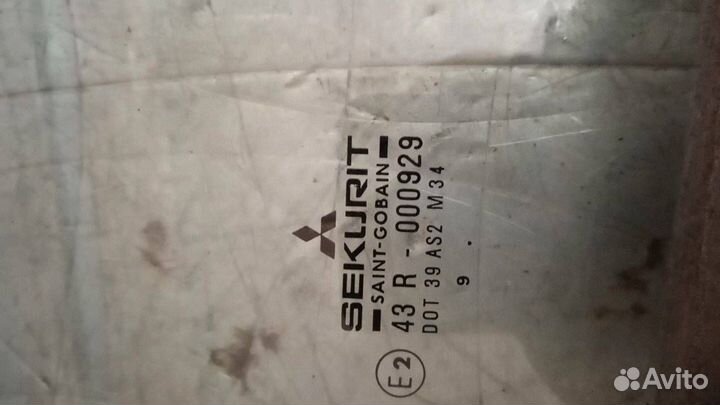 SEKURIT
SAINT-GOBAIN
E2 43 R - 000929
DOT 39 AS2 M34
9 .
Avito